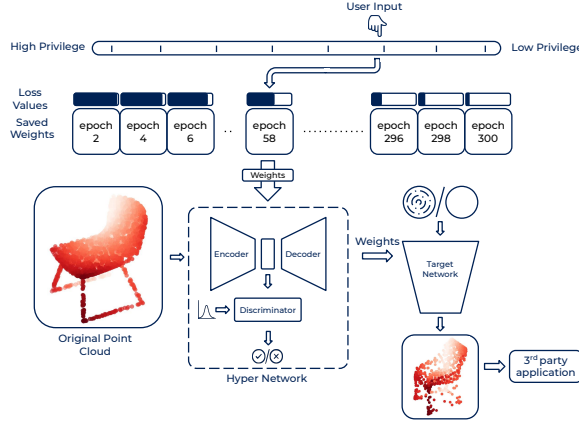 User Input
High Privilege
Low Privilege
Loss
Values
Saved
Weights
epoch
2
epoch
4
epoch
6
..
epoch
58
...........
epoch
296
epoch
298
epoch
300
Weights
Encoder
Decoder
Discriminator
Hyper Network
Original Point
Cloud
Weights
Target
Network
3rd party
application